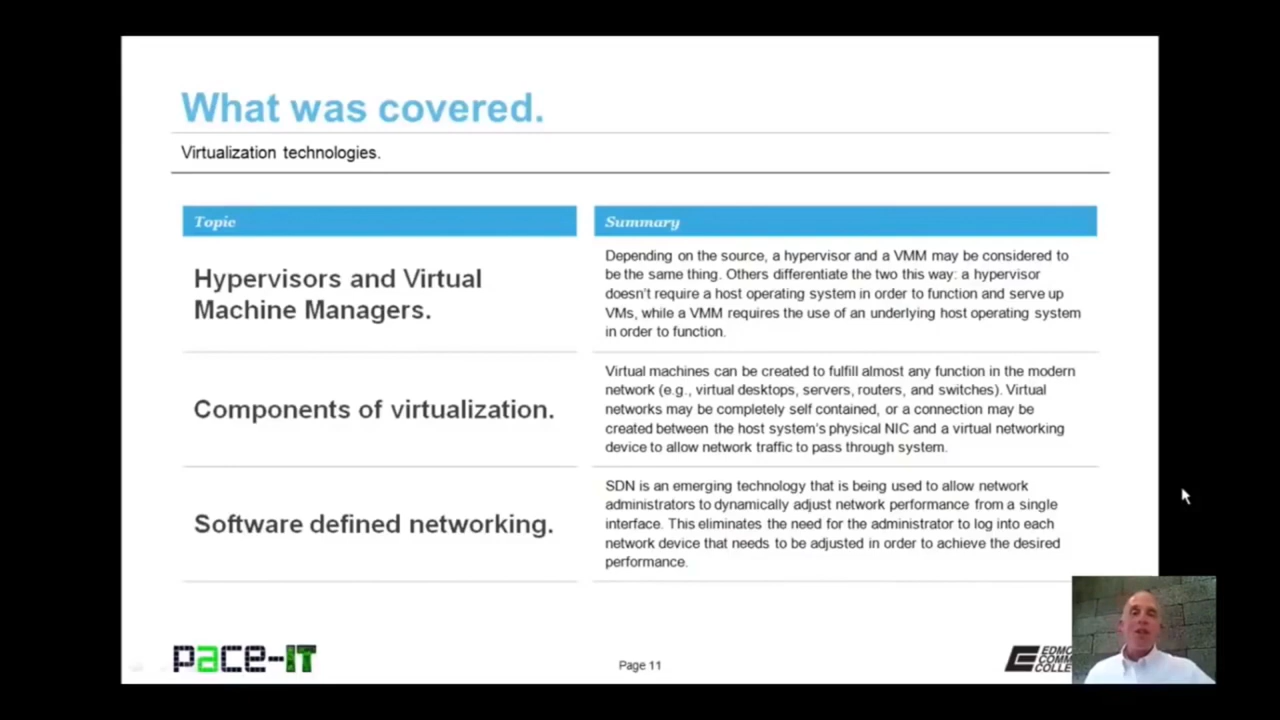 What was covered.
Virtualization technologies.
Topic
Summary
Hypervisors and Virtual
Machine Managers.
Depending on the source, a hypervisor and a VMM may be considered to
be the same thing. Others differentiate the two this way: a hypervisor
doesn't require a host operating system in order to function and serve up
VMs, while a VMM requires the use of an underlying host operating system
in order to function.
Components of virtualization.
Virtual machines can be created to fulfill almost any function in the modern
network (e.g., virtual desktops, servers, routers, and switches). Virtual
networks may be completely self contained, or a connection may be
created between the host system's physical NIC and a virtual networking
device to allow network traffic to pass through system.
Software defined networking.
SDN is an emerging technology that is being used to allow network
administrators to dynamically adjust network performance from a single
interface. This eliminates the need for the administrator to log into each
network device that needs to be adjusted in order to achieve the desired
performance.
pace-IT
Page 11